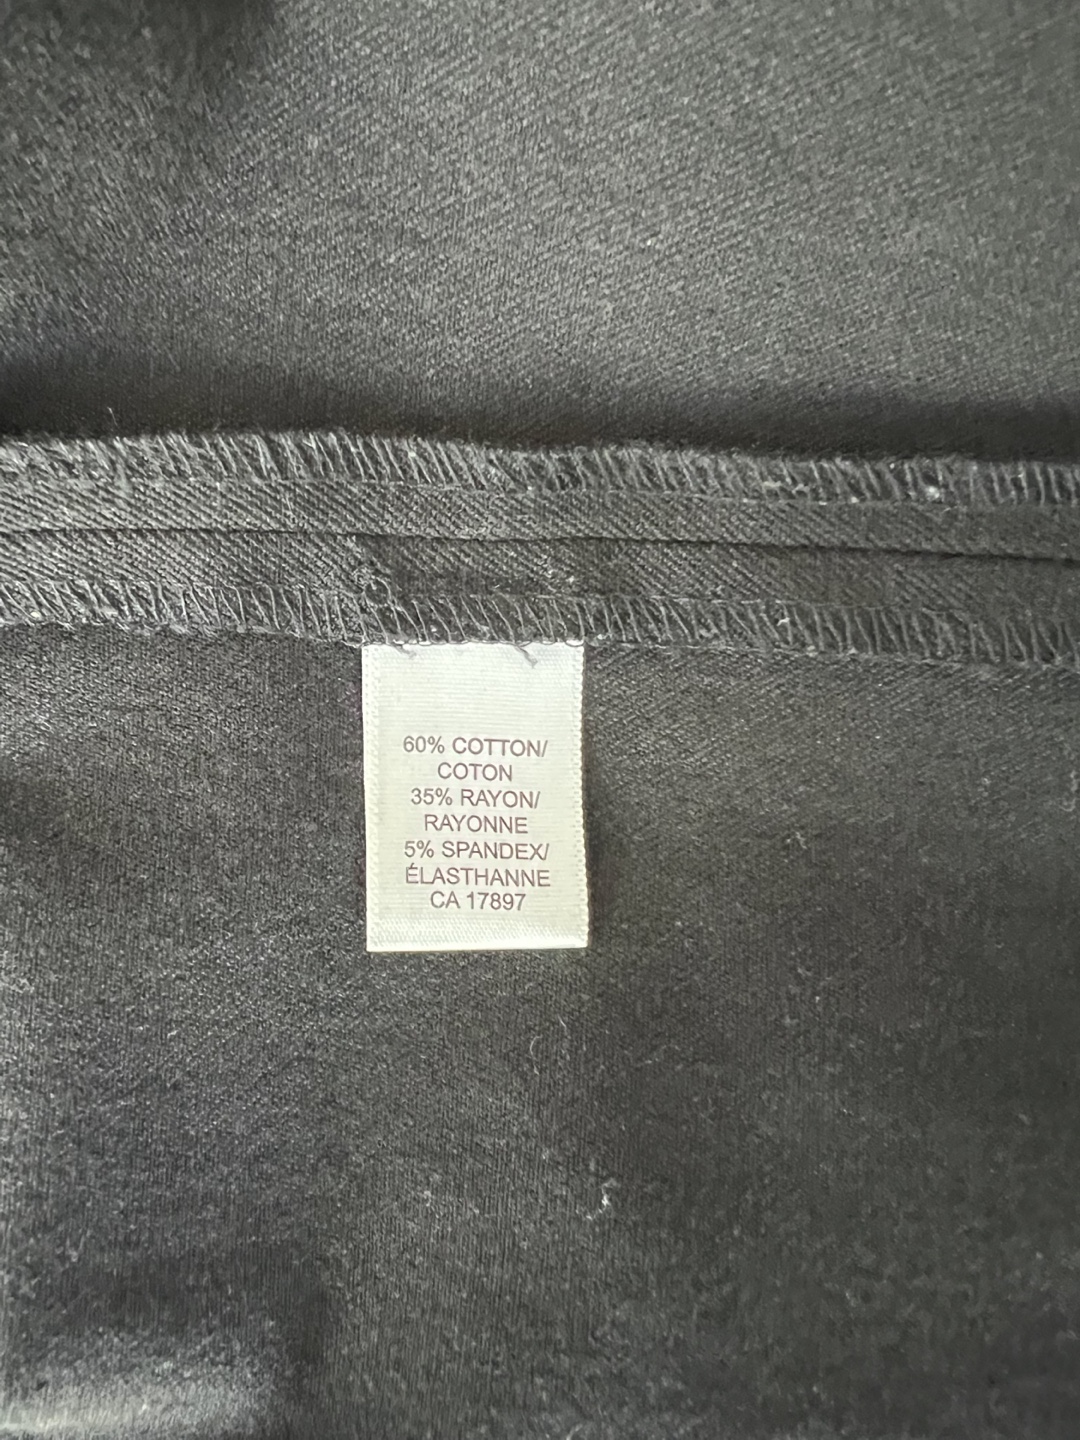 60% COTTON/
COTON
35% RAYON/
RAYONNE
5% SPANDEX/
ÉLASTHANNE
CA 17897